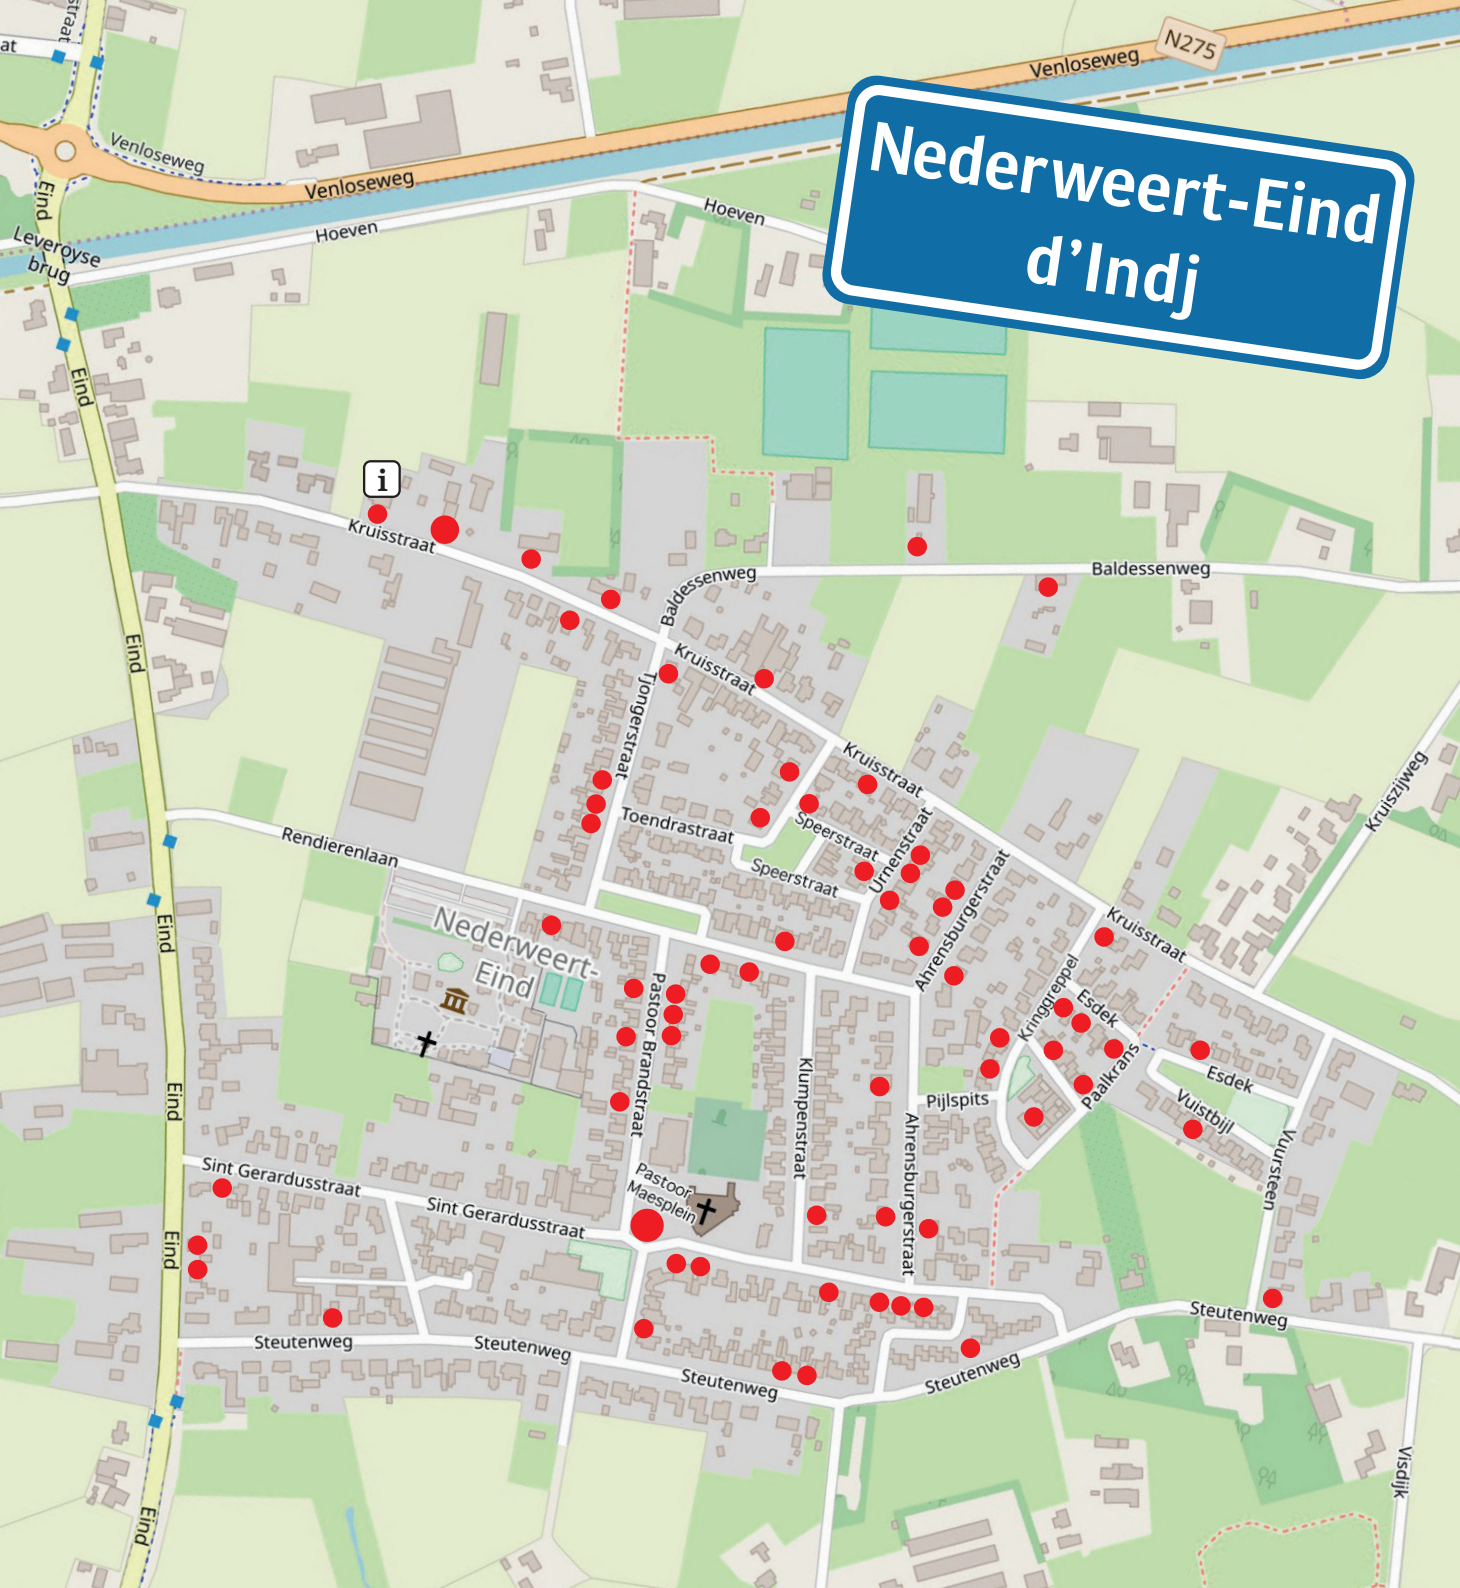 straat
at
Venloseweg
N275
Venloseweg
Venloseweg
Nederweert-Eind
d'Indj
Eind
Hoeven
Hoeven
Leveroyse
brug
Eind
i
Kruisstraat
Baldessenweg
Baldessenweg
Eind
Kruisstraat
Tjongerstraat
Kruisstraat
Kruiszijweg
Toendrastraat
Speerstraat
Urnenstraat
Rendierenlaan
Speerstraat
Ahrensburgerstraat
Nederweert-
Eind
Eind
Kruisstraat
Kringgreppel
Esdek
Pastoor Brandstraat
Klumpenstraat
Paalkrans
Esdek
Eind
Pijlspits
Vuistbijl
Vuursteen
Ahrensburgerstraat
Sint Gerardusstraat
Pastoor
Maesplein
Sint Gerardusstraat
Eind
Steutenweg
Steutenweg
Steutenweg
Steutenweg
Steutenweg
Visdijk
Eind